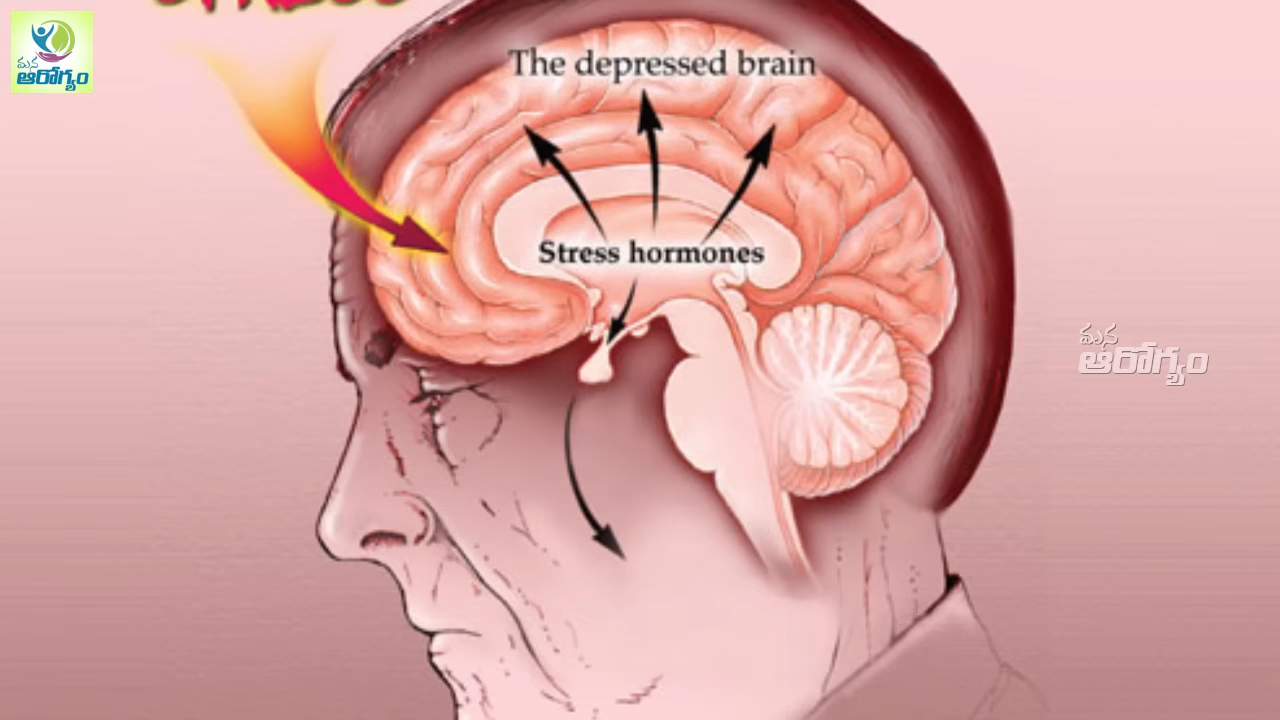 మన
ఆరోగ్యం
The depressed brain
Stress hormones
మన
ఆరోగ్యం